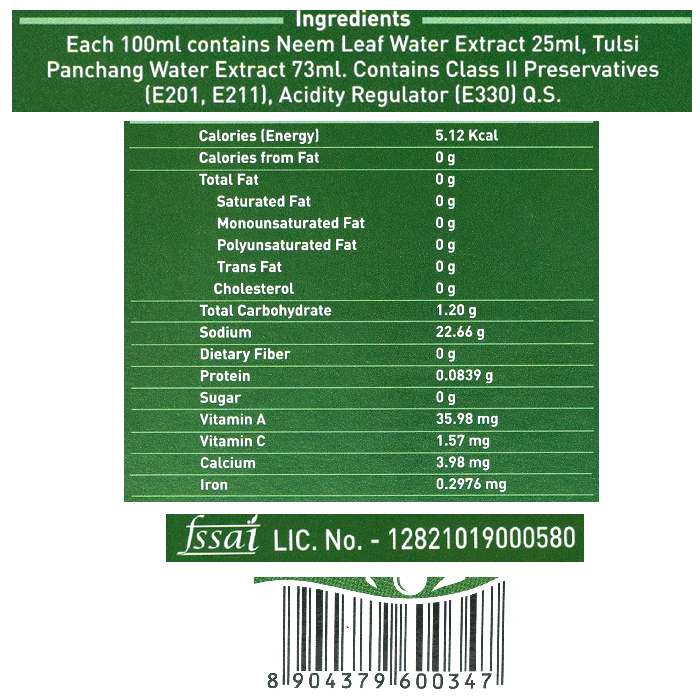 Ingredients
Each 100ml contains Neem Leaf Water Extract 25ml, Tulsi
Panchang Water Extract 73ml. Contains Class II Preservatives
(E201, E211), Acidity Regulator (E330) Q.S.
Calories (Energy) 5.12 Kcal
Calories from Fat 0 g
Total Fat 0 g
Saturated Fat 0 g
Monounsaturated Fat 0 g
Polyunsaturated Fat 0 g
Trans Fat 0 g
Cholesterol 0 g
Total Carbohydrate 1.20 g
Sodium 22.66 g
Dietary Fiber 0 g
Protein 0.0839 g
Sugar 0 g
Vitamin A 35.98 mg
Vitamin C 1.57 mg
Calcium 3.98 mg
Iron 0.2976 mg
fssai LIC. No. - 12821019000580
8 904379 600347